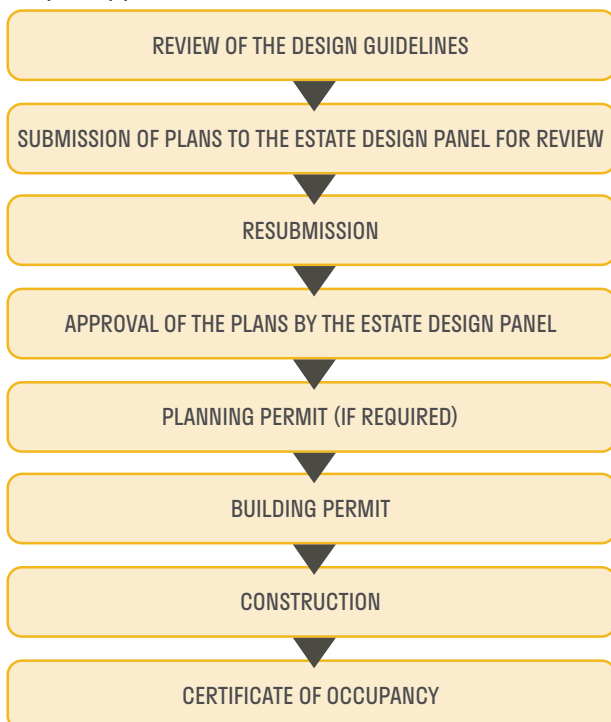 REVIEW OF THE DESIGN GUIDELINES
SUBMISSION OF PLANS TO THE ESTATE DESIGN PANEL FOR REVIEW
RESUBMISSION
APPROVAL OF THE PLANS BY THE ESTATE DESIGN PANEL
PLANNING PERMIT (IF REQUIRED)
BUILDING PERMIT
CONSTRUCTION
CERTIFICATE OF OCCUPANCY